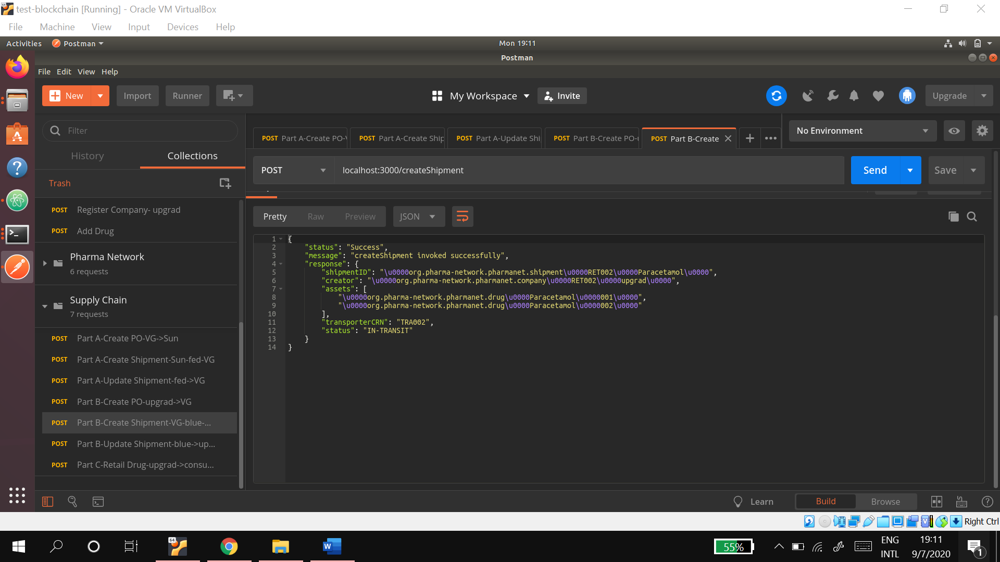 test-blockchain [Running] - Oracle VM VirtualBox
File Machine View Input Devices Help
Activities Postman Mon 19:11
Postman
File Edit View Help
New Import Runner My Workspace Invite Upgrade
Filter
History Collections
Trash
POST Register Company- upgrad
POST Add Drug
Pharma Network
6 requests
Supply Chain
7 requests
POST Part A-Create PO-VG->Sun
POST Part A-Create Shipment-Sun-fed-VG
POST Part A-Update Shipment-fed->VG
POST Part B-Create PO-upgrad->VG
POST Part B-Create Shipment-VG-blue-...
POST Part B-Update Shipment-blue->up...
POST Part C-Retail Drug-upgrad->consu...
POST Part A-Create PO-V POST Part A-Create Ship POST Part A-Update Shi POST Part B-Create PO-u POST Part B-Create No Environment
POST localhost:3000/createShipment Send Save
Pretty Raw Preview JSON
1 {
2 "status": "Success",
3 "message": "createShipment invoked successfully",
4 "response": {
5 "shipmentID": "\u0000org.pharma-network.pharmanet.shipment\u0000RET002\u0000Paracetamol\u0000",
6 "creator": "\u0000org.pharma-network.pharmanet.company\u0000RET002\u0000upgrad\u0000",
7 "assets": [
8 "\u0000org.pharma-network.pharmanet.drug\u0000Paracetamol\u0000001\u0000",
9 "\u0000org.pharma-network.pharmanet.drug\u0000Paracetamol\u0000002\u0000"
10 ],
11 "transporterCRN": "TRA002",
12 "status": "IN-TRANSIT"
13 }
14 }
Learn Build Browse
Right Ctrl
64
55%
ENG
INTL
19:11
9/7/2020
1